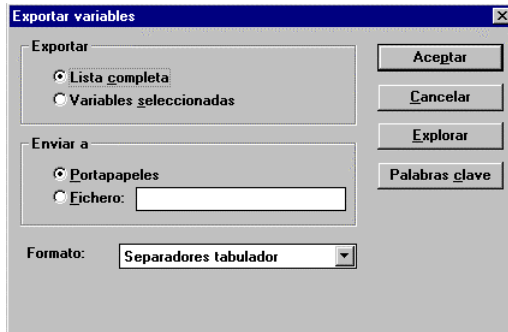 Exportar variables
Exportar
Lista completa
Variables seleccionadas
Enviar a
Portapapeles
Fichero:
Formato:
Separadores tabulador
Aceptar
Cancelar
Explorar
Palabras clave